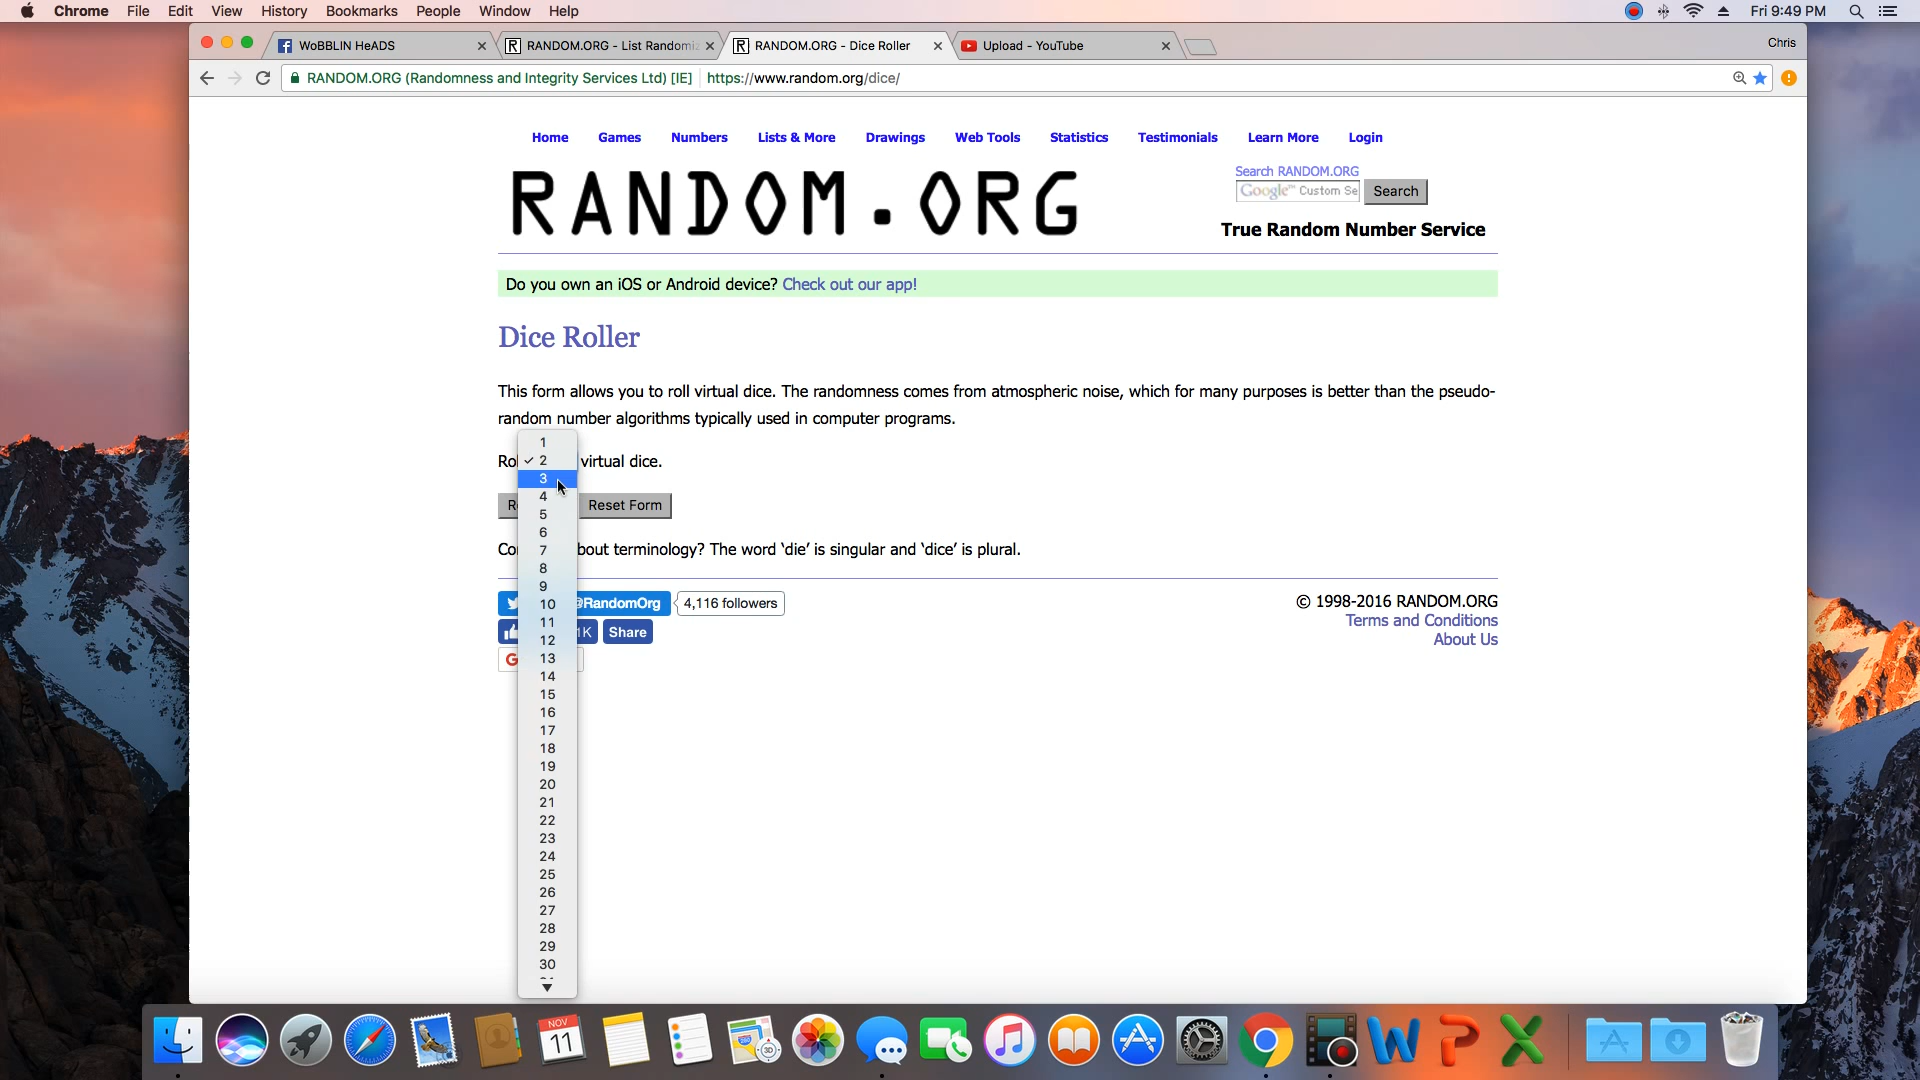 Chrome File Edit View History Bookmarks People Window Help
Fri 9:49 PM
WoBBLIN HeADS
RANDOM.ORG - List Randomiz
RANDOM.ORG - Dice Roller
Upload - YouTube
Chris
RANDOM.ORG (Randomness and Integrity Services Ltd) [IE]
https://www.random.org/dice/
Home Games Numbers Lists & More Drawings Web Tools Statistics Testimonials Learn More Login
RANDOM.ORG
Search RANDOM.ORG
Google™ Custom Se
Search
True Random Number Service
Do you own an iOS or Android device? Check out our app!
Dice Roller
This form allows you to roll virtual dice. The randomness comes from atmospheric noise, which for many purposes is better than the pseudo-
random number algorithms typically used in computer programs.
virtual dice.
Reset Form
bout terminology? The word ‘die’ is singular and ‘dice’ is plural.
@RandomOrg
4,116 followers
1K
Share
G
© 1998-2016 RANDOM.ORG
Terms and Conditions
About Us
1
✓ 2
3
4
5
6
7
8
9
10
11
12
13
14
15
16
17
18
19
20
21
22
23
24
25
26
27
28
29
30
NOV
11